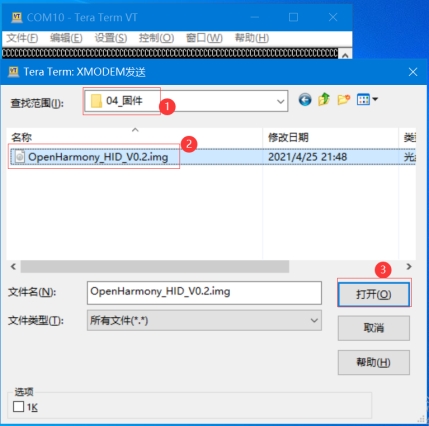 COM10 - Tera Term VT
文件(F) 编辑(E) 设置(S) 控制(O) 窗口(W) 帮助(H)
Tera Term: XMODEM发送
查找范围(I): 04_固件 1
名称 修改日期 类
2
OpenHarmony_HID_V0.2.img 2021/4/25 21:48 光
3
文件名(N): OpenHarmony_HID_V0.2.img 打开(O)
文件类型(T): 所有文件(*.*) 取消
帮助(H)
选项
1K